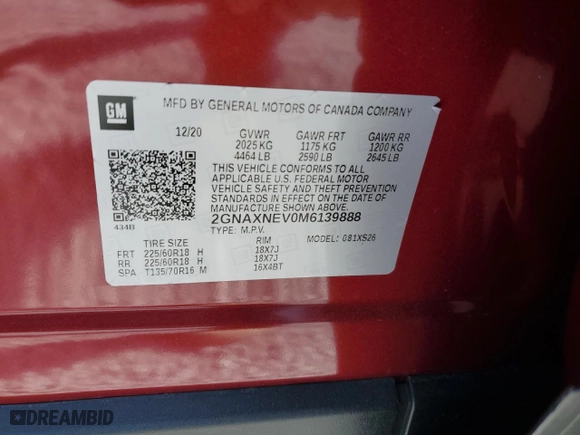 GM
MFD BY GENERAL MOTORS OF CANADA COMPANY
12/20 GVWR GAWR FRT GAWR RR
2025 KG 1175 KG 1200 KG
4464 LB 2590 LB 2645 LB
THIS VEHICLE CONFORMS TO ALL
APPLICABLE U.S. FEDERAL MOTOR
VEHICLE SAFETY AND THEFT PREVENTION
STANDARDS IN EFFECT ON THE DATE OF
MANUFACTURE SHOWN ABOVE.
2GNAXNEV0M6139888
434B TYPE: M.P.V.
TIRE SIZE RIM MODEL: 081XS26
FRT 225/60R18 H 18X7J
RR 225/60R18 H 18X7J
SPA T135/70R16 M 16X4BT
DREAMBID